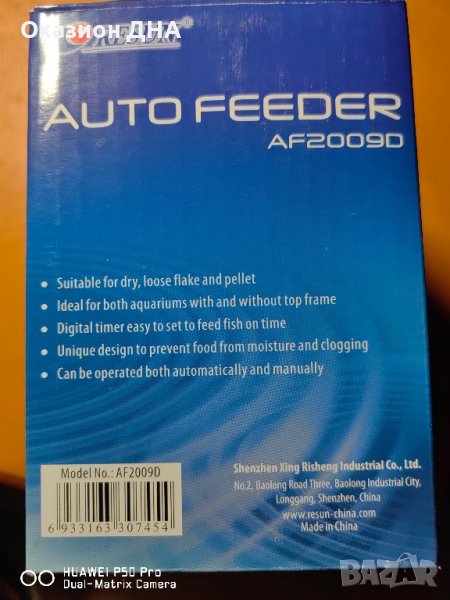 Оказион ДНА
RESUN®
AUTO FEEDER
AF2009D
• Suitable for dry, loose flake and pellet
• Ideal for both aquariums with and without top frame
• Digital timer easy to set to feed fish on time
• Unique design to prevent food from moisture and clogging
• Can be operated both automatically and manually
Model No.: AF2009D
6 933163 307454
Shenzhen Xing Risheng Industrial Co., Ltd.
No.2, Baolong Road Three, Baolong Industrial City,
Longgang, Shenzhen, China
www.resun-china.com
Made in China
HUAWEI P50 Pro
Dual-Matrix Camera
BAZAR